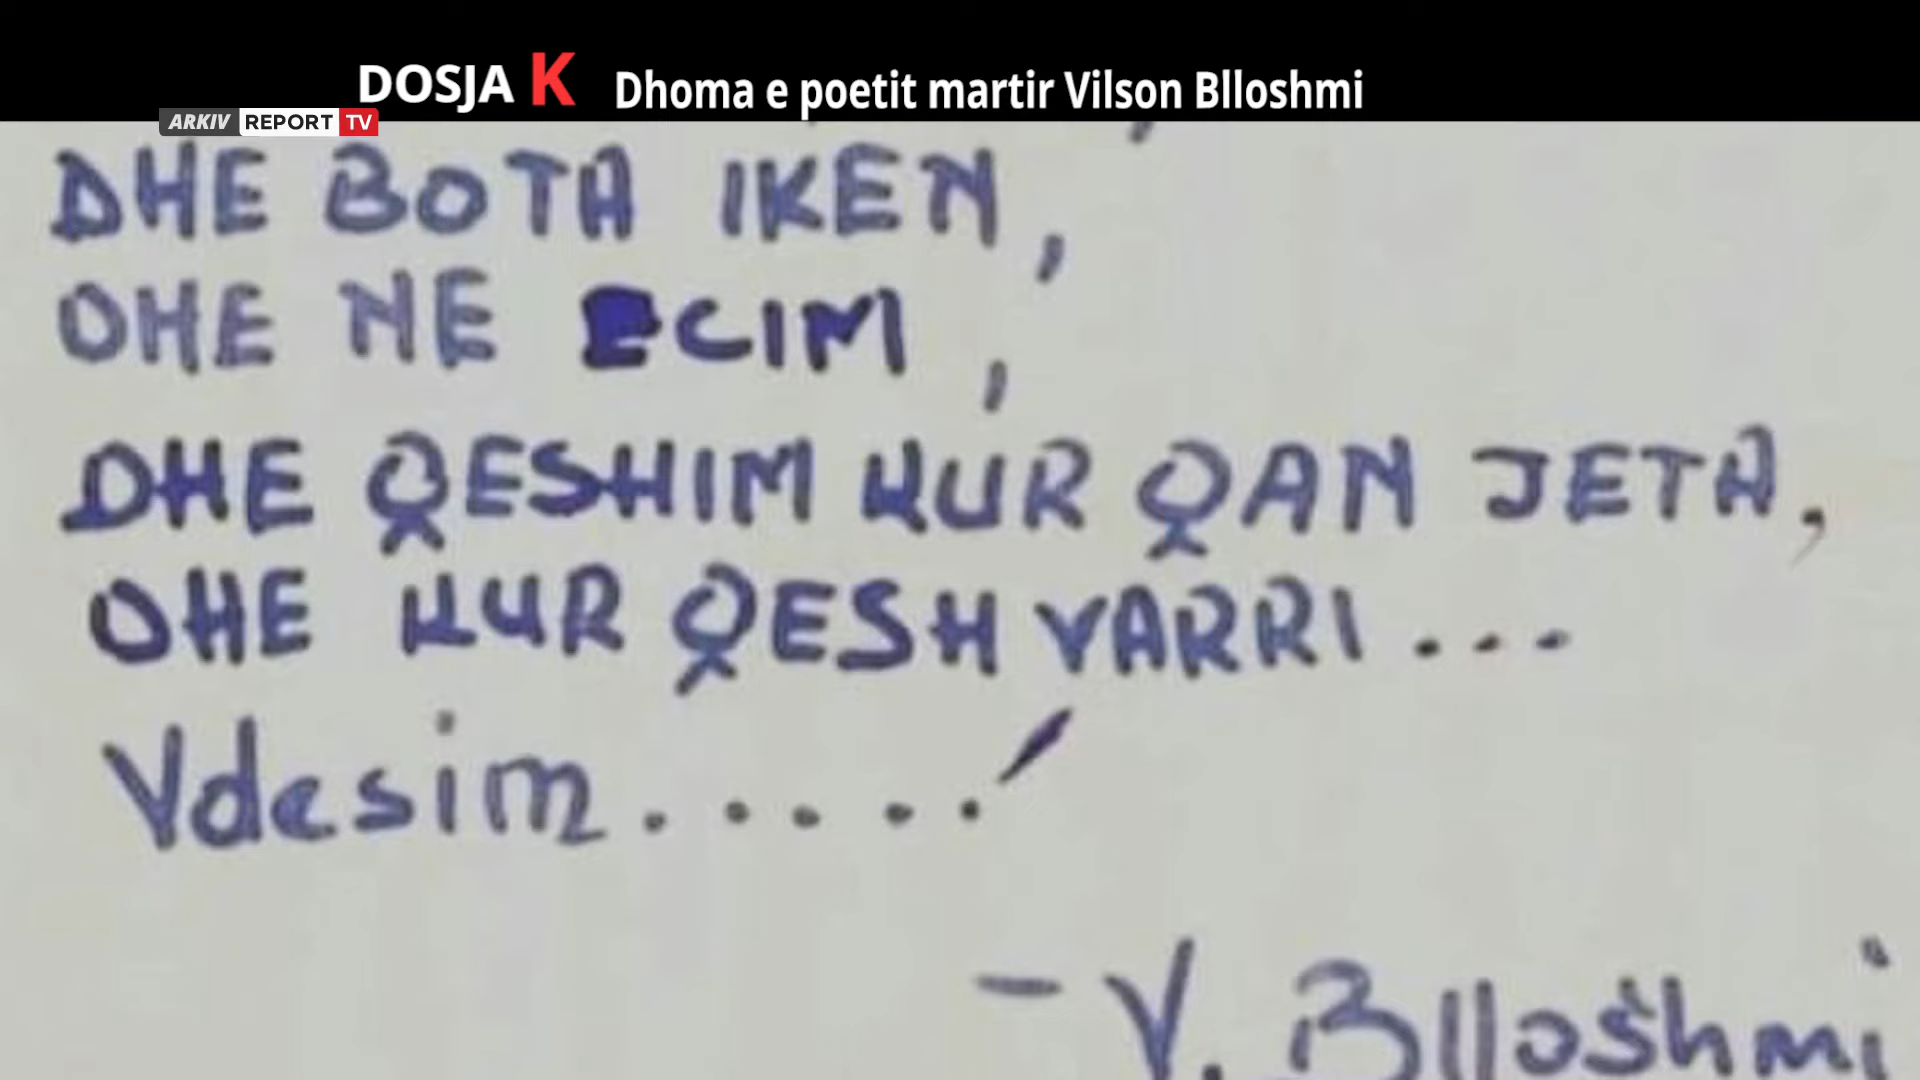 DOSJA K Dhoma e poetit martir Vilson Blloshmi
ARKIV REPORT TV
DHE BOTA IKEN,
DHE NE ECIM,
DHE QESHIM KUR QAN JETA,
DHE KUR QESH VARRI...
Vdesim.....
- V. Blloshmi